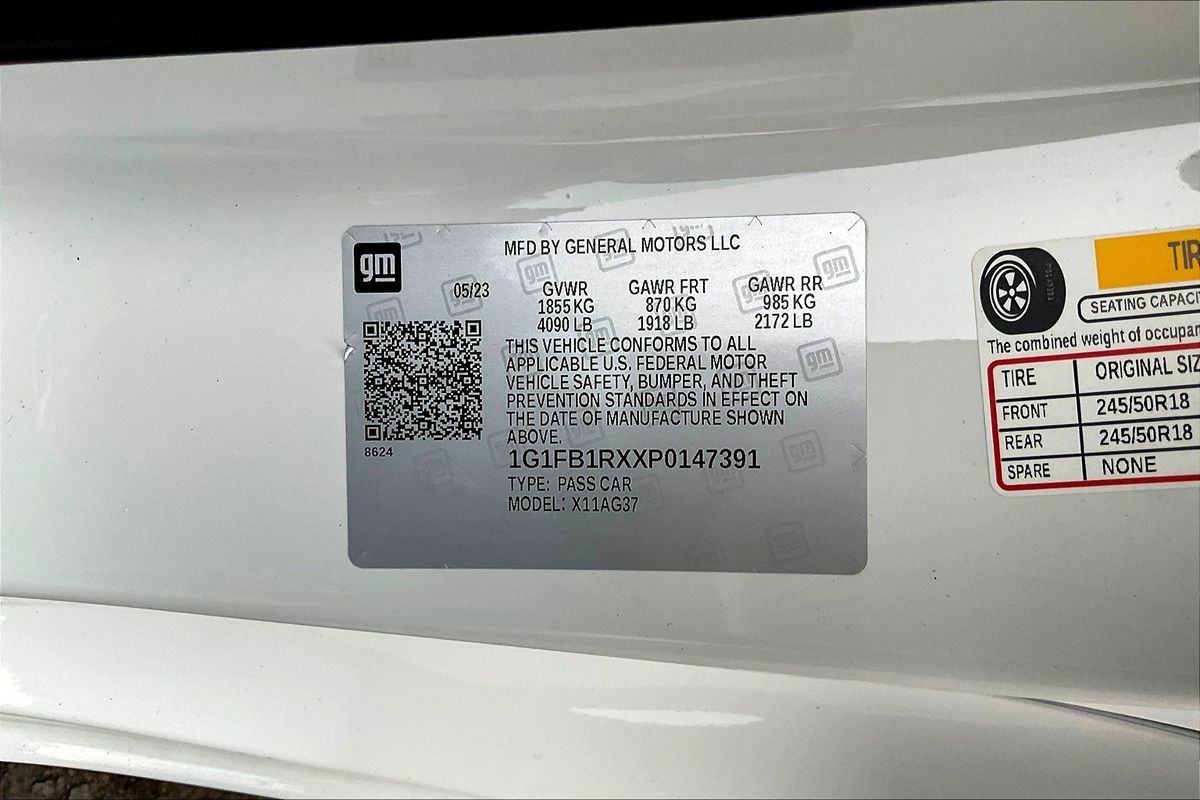 gm
MFD BY GENERAL MOTORS LLC
05/23
GVWR
GAWR FRT
GAWR RR
1855 KG
870 KG
985 KG
4090 LB
1918 LB
2172 LB
THIS VEHICLE CONFORMS TO ALL
APPLICABLE U.S. FEDERAL MOTOR
VEHICLE SAFETY, BUMPER, AND THEFT
PREVENTION STANDARDS IN EFFECT ON
THE DATE OF MANUFACTURE SHOWN
ABOVE.
8624
1G1FB1RXXP0147391
TYPE: PASS CAR
MODEL: X11AG37
TIR
SEATING CAPACIT
The combined weight of occupan
TIRE ORIGINAL SIZ
FRONT 245/50R18
REAR 245/50R18
SPARE NONE